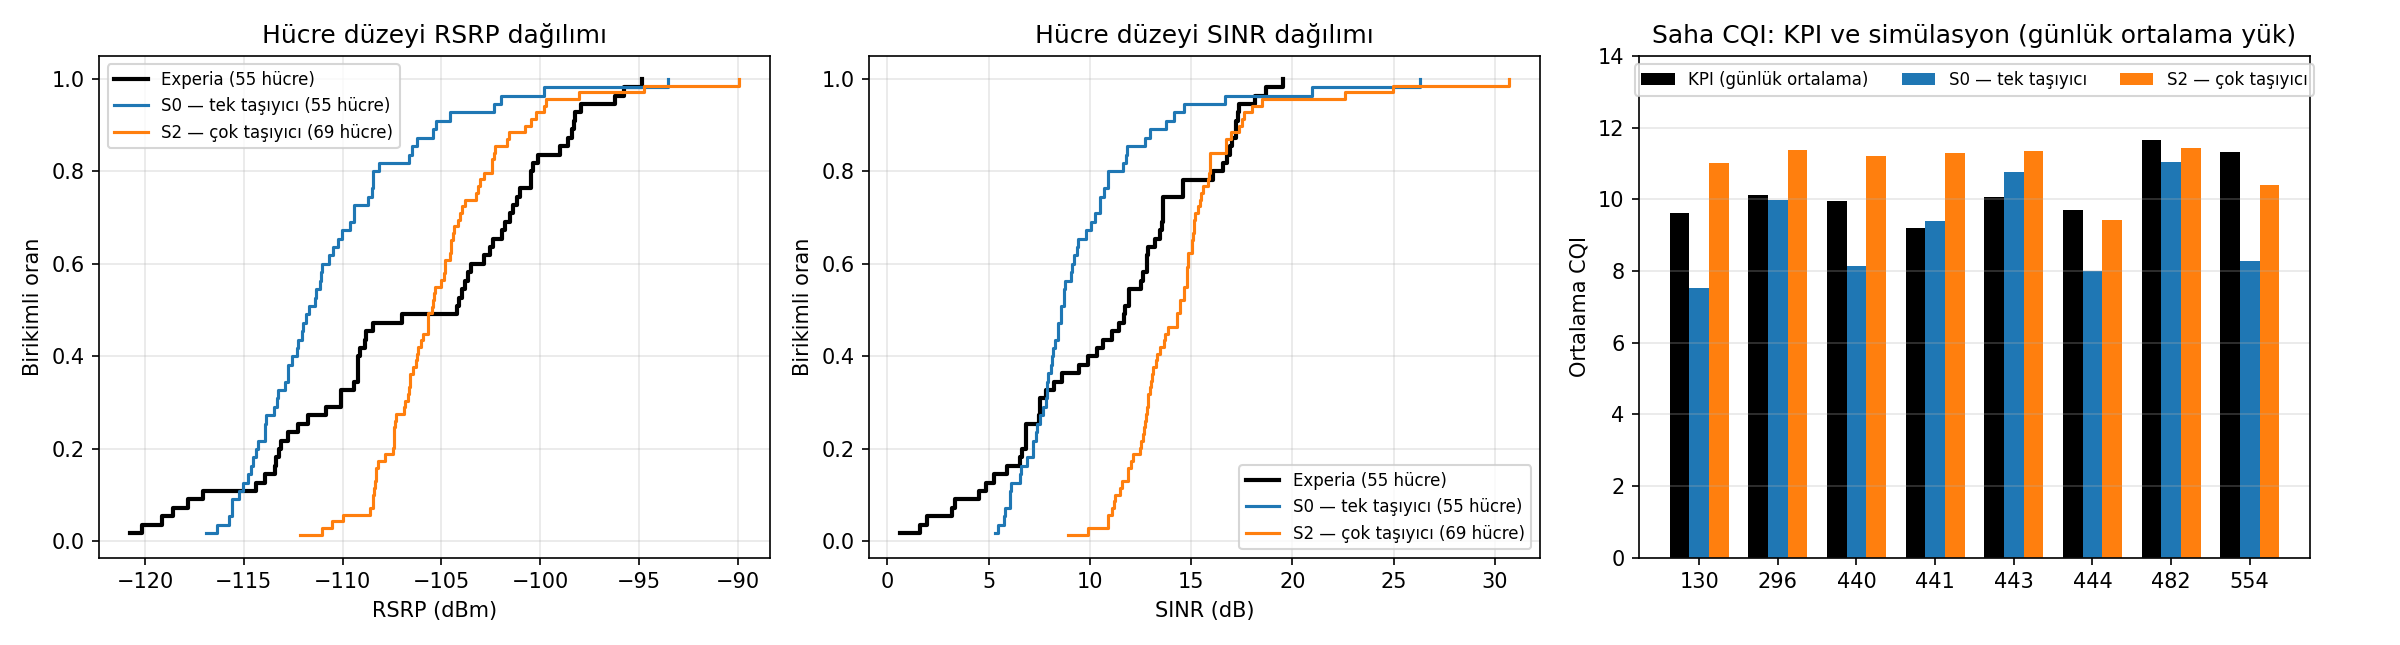 Hücre düzeyi RSRP dağılımı
Birikimli oran
1.0
0.8
0.6
0.4
0.2
0.0
Experia (55 hücre)
S0 — tek taşıyıcı (55 hücre)
S2 — çok taşıyıcı (69 hücre)
−120 −115 −110 −105 −100 −95 −90
RSRP (dBm)
Hücre düzeyi SINR dağılımı
Birikimli oran
1.0
0.8
0.6
0.4
0.2
0.0
Experia (55 hücre)
S0 — tek taşıyıcı (55 hücre)
S2 — çok taşıyıcı (69 hücre)
0 5 10 15 20 25 30
SINR (dB)
Saha CQI: KPI ve simülasyon (günlük ortalama yük)
Ortalama CQI
14
12
10
8
6
4
2
0
KPI (günlük ortalama) S0 — tek taşıyıcı S2 — çok taşıyıcı
130 296 440 441 443 444 482 554